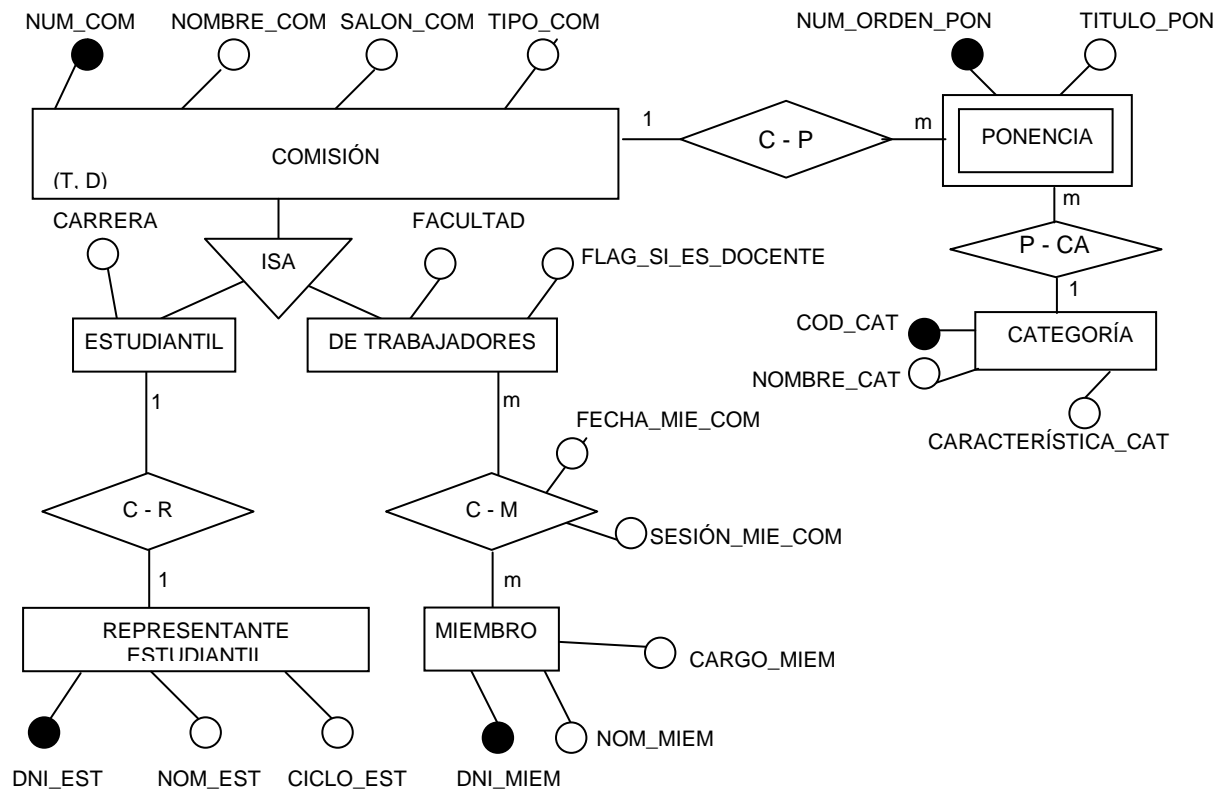 NUM_COM NOMBRE_COM SALON_COM TIPO_COM
NUM_ORDEN_PON TITULO_PON
COMISIÓN
(T, D)
1
C - P
m
PONENCIA
m
P - CA
1
CARRERA
ISA
FACULTAD
FLAG_SI_ES_DOCENTE
ESTUDIANTIL
DE TRABAJADORES
COD_CAT
CATEGORÍA
NOMBRE_CAT
CARACTERÍSTICA_CAT
1
m
FECHA_MIE_COM
C - R
C - M
SESIÓN_MIE_COM
1
m
REPRESENTANTE
ESTUDIANTIL
MIEMBRO
CARGO_MIEM
NOM_MIEM
DNI_EST NOM_EST CICLO_EST DNI_MIEM